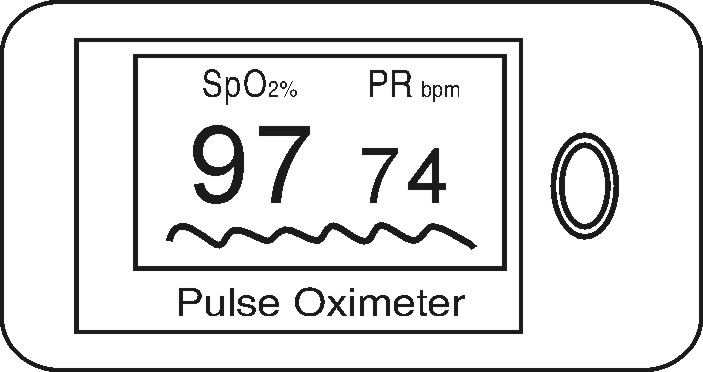 SpO2% PR bpm
97 74
Pulse Oximeter